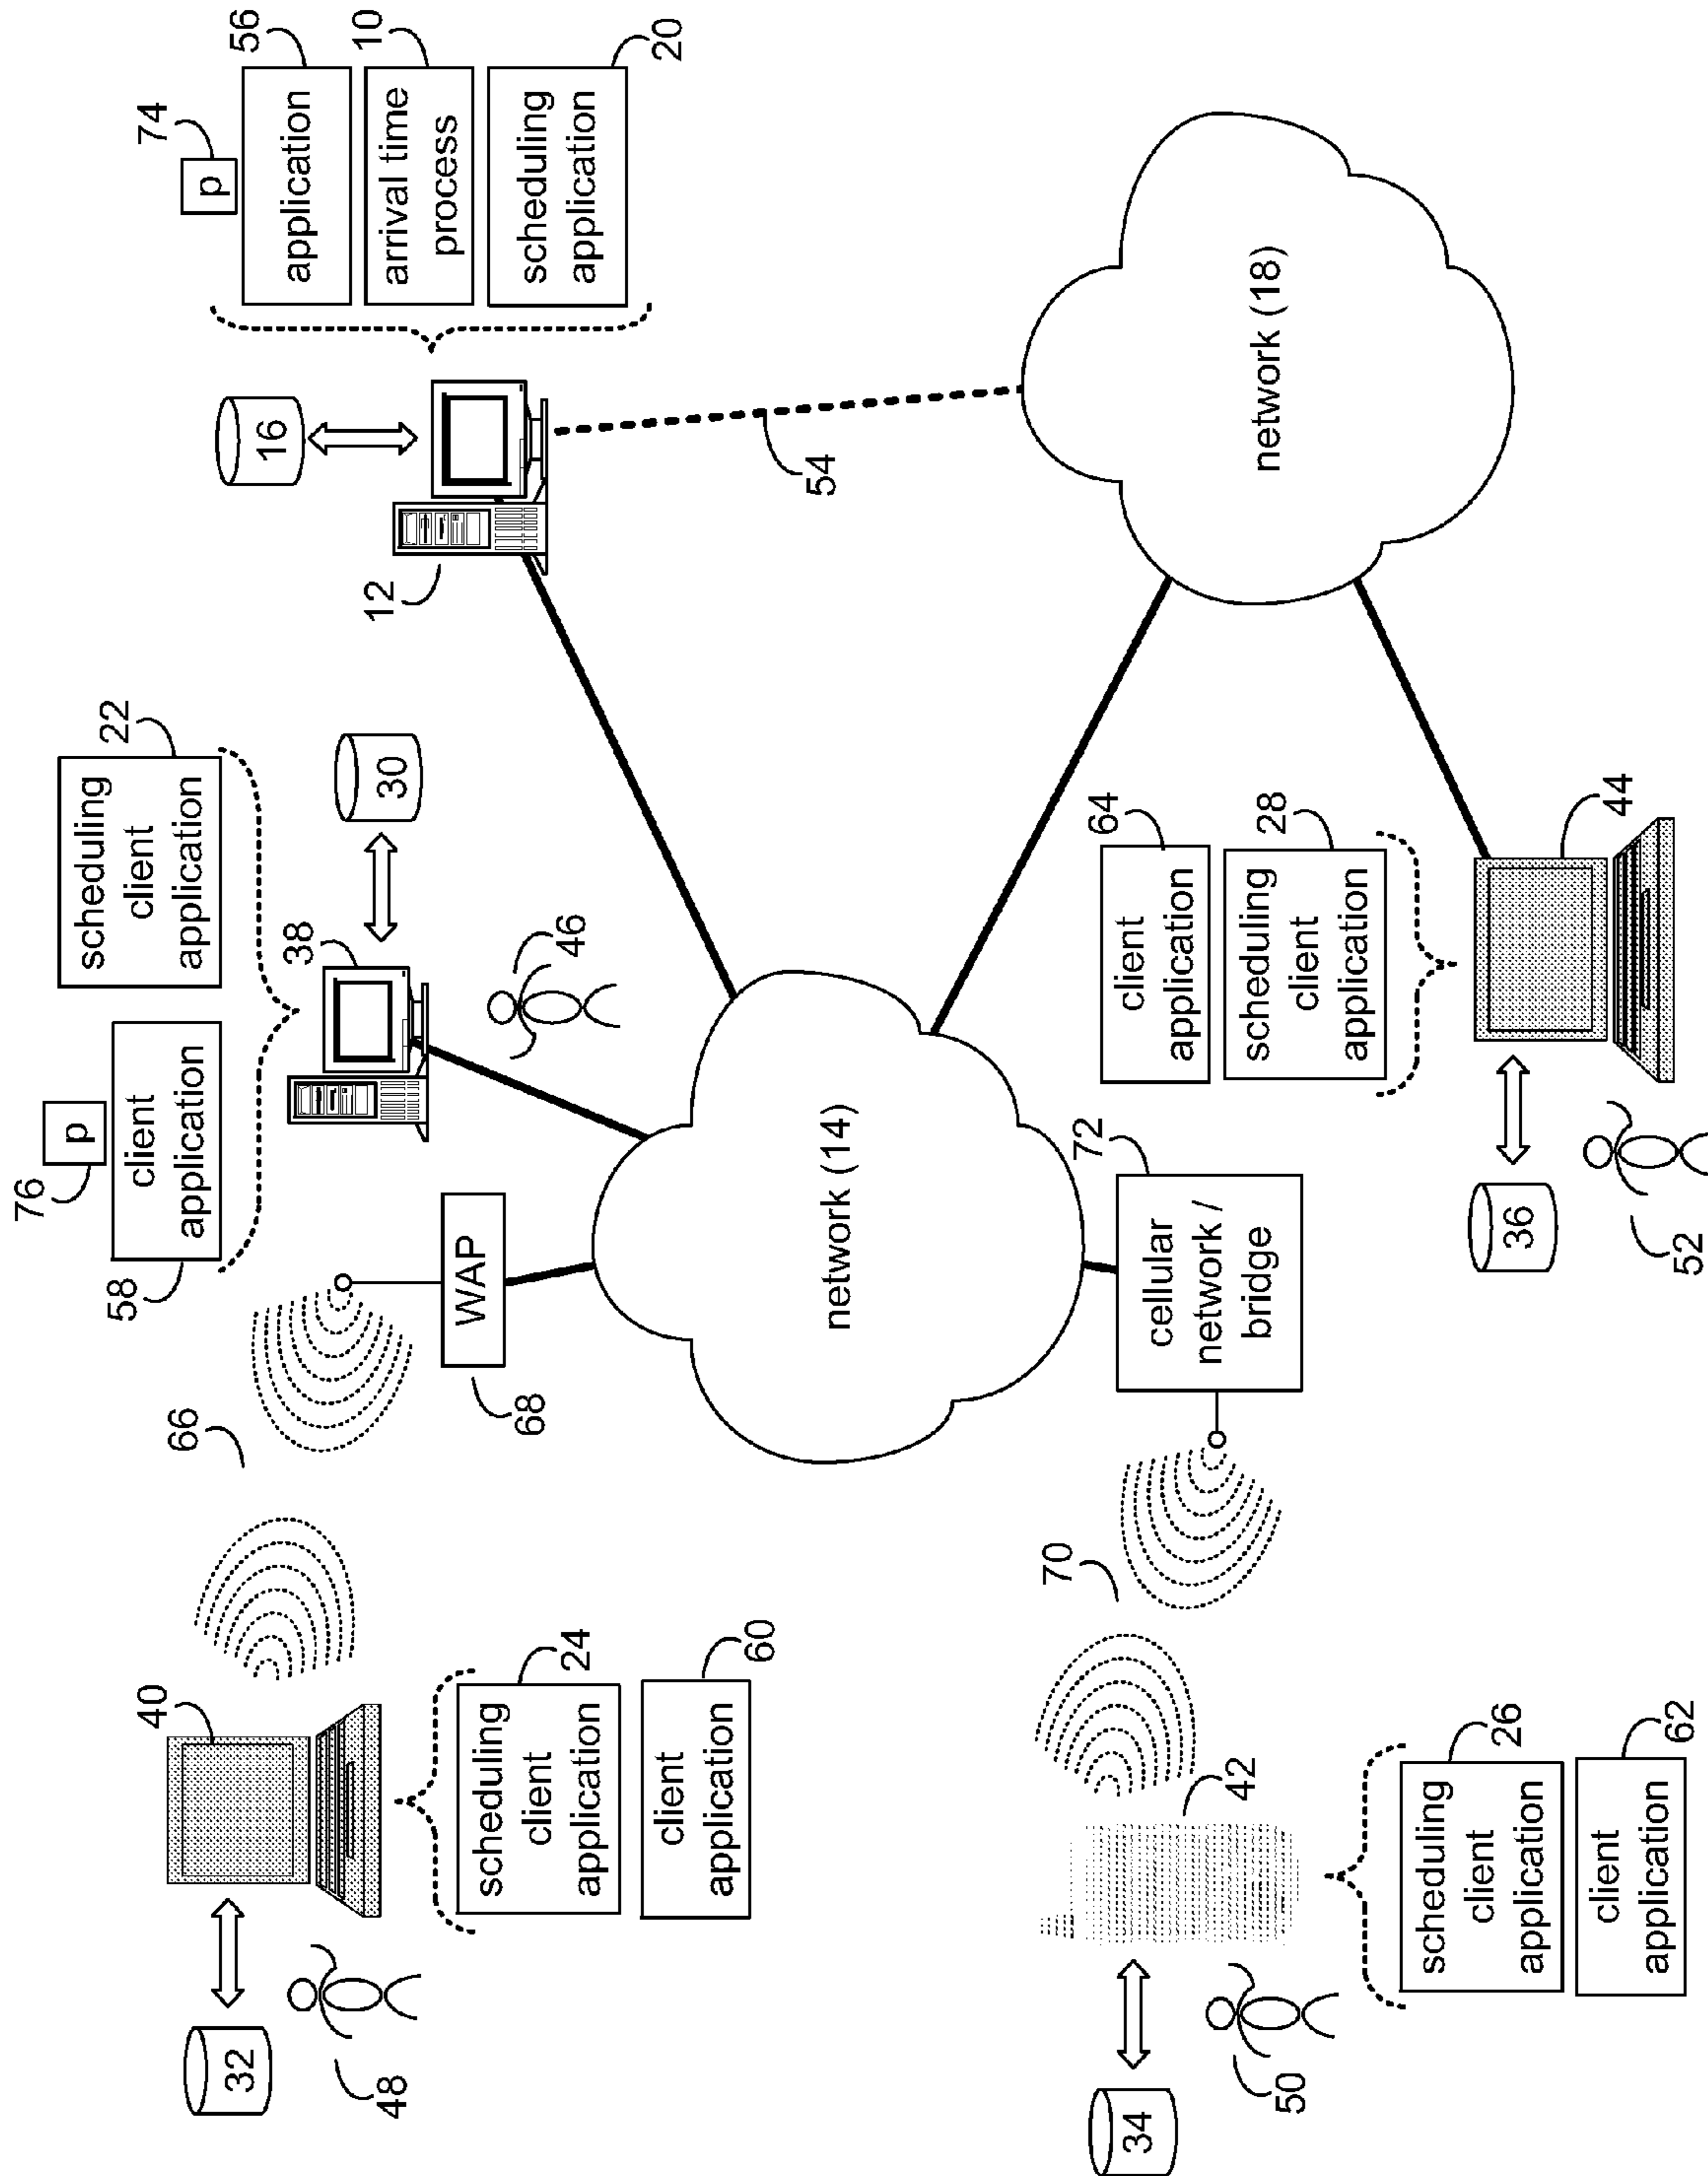 76
p
22
scheduling
client
application
58
client
application
74
p
40
66
32
56
application
16
38
10
arrival time
process
12
30
48
WAP
68
46
24
scheduling
client
application
20
scheduling
application
60
client
application
54
network (14)
70
72
64
client
application
34
50
42
cellular
network /
bridge
28
scheduling
client
application
network (18)
26
scheduling
client
application
36
44
62
client
application
52